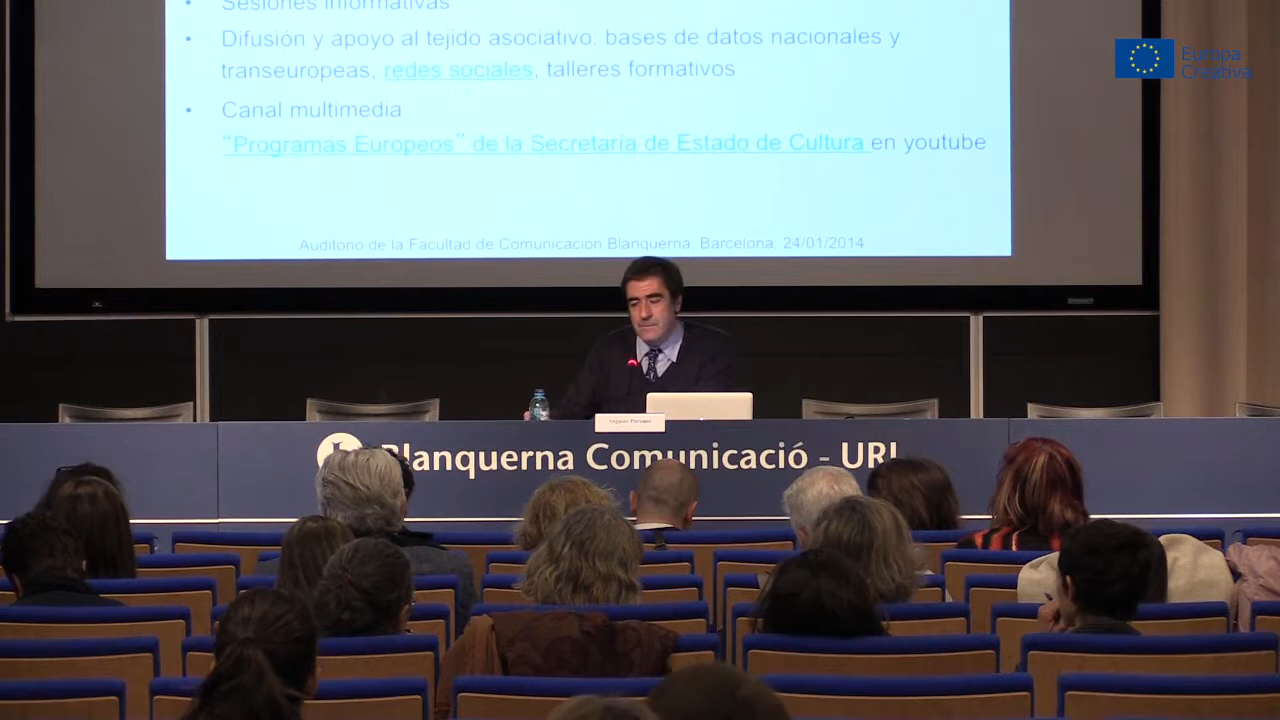 • Sesiones informativas
• Difusión y apoyo al tejido asociativo: bases de datos nacionales y
transeuropeas, redes sociales, talleres formativos
• Canal multimedia
“Programas Europeos” de la Secretaría de Estado de Cultura en youtube
Auditorio de la Facultad de Comunicación Blanquerna. Barcelona. 24/01/2014
Europa
Creativa
Blanquerna Comunicació - URL